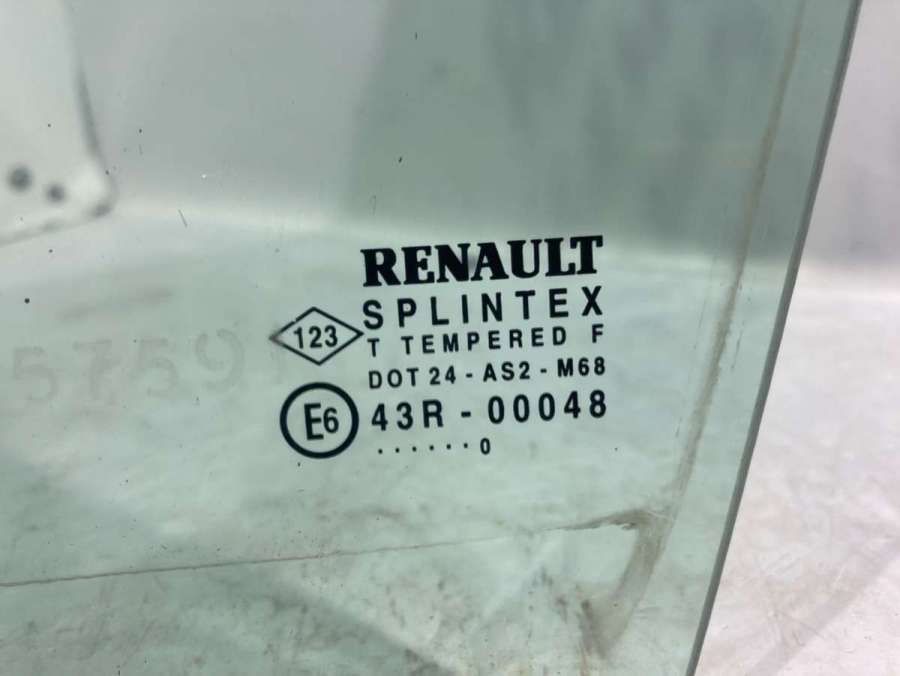 RENAULT
SPLINTEX
123
T TEMPERED F
DOT 24 - AS2 - M68
E6 43R - 00048
. . . . . . 0